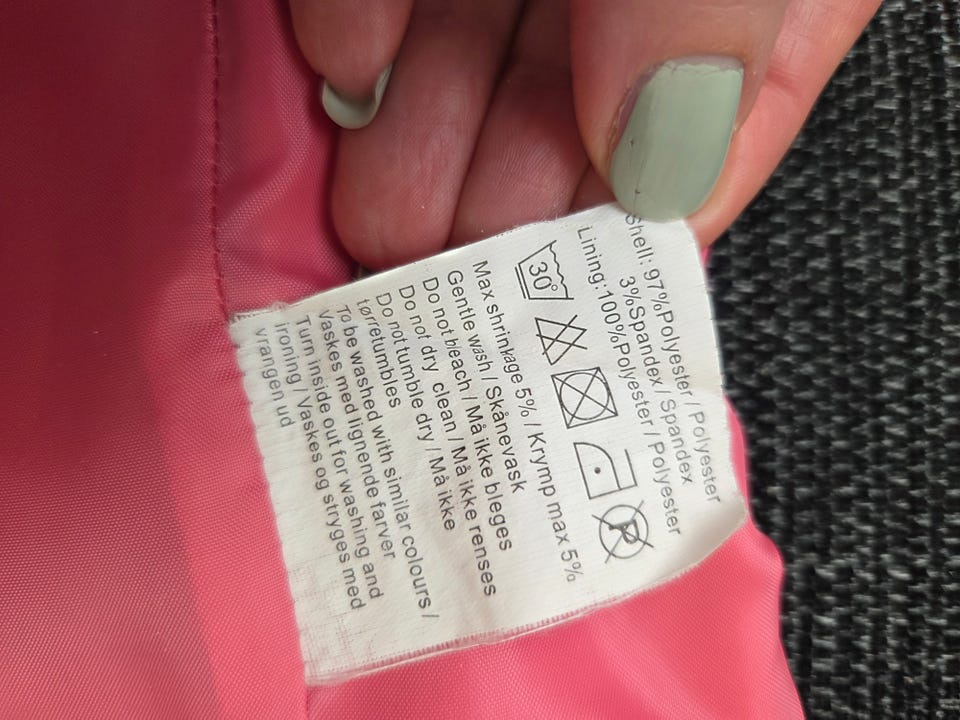 Shell: 97%Polyester / Polyester
3%Spandex / Spandex
Lining:100%Polyester / Polyester
30°
P
Max shrinkage 5% / Krymp max 5%
Gentle wash / Skånevask
Do not beach / Må ikke bleges
Do not dry clean / Må ikke renses
Do not tumble dry / Må ikke
tørretumbles
To be washed with similar colours /
Vaskes med lignende farver
Turn inside out for washing and
ironing / Vaskes og stryges med
vrangen ud